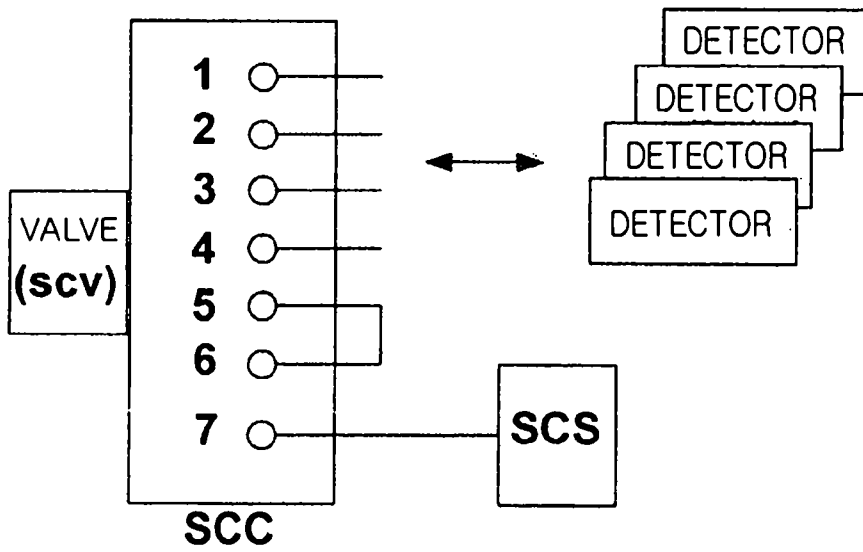 1
2
3
4
5
6
7
VALVE
(scv)
SCC
SCS
DETECTOR
DETECTOR
DETECTOR
DETECTOR